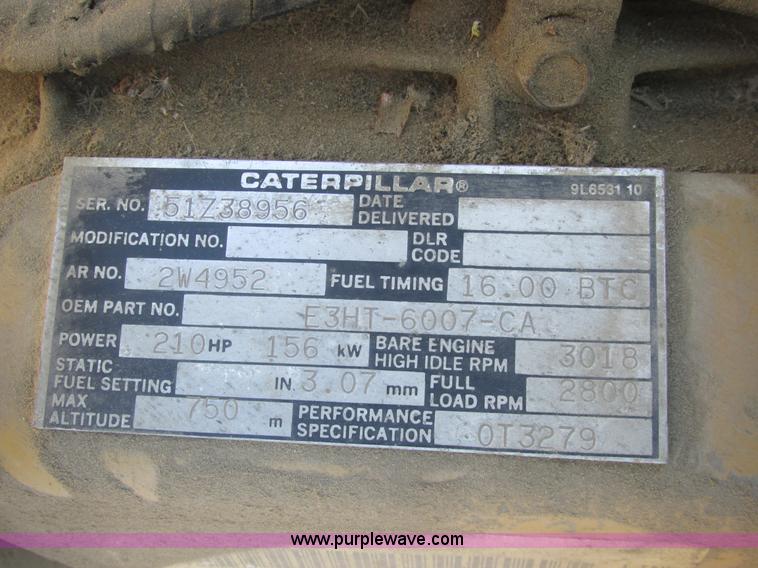 CATERPILLAR® 9L6531 10
SER. NO. 51Z38956 DATE DELIVERED
MODIFICATION NO. DLR CODE
AR NO. 2W4952 FUEL TIMING 16.00 BTC
OEM PART NO. E3HT-6007-CA
POWER 210 HP 156 kW BARE ENGINE HIGH IDLE RPM 3018
STATIC FUEL SETTING IN 3.07 mm FULL LOAD RPM 2800
MAX ALTITUDE 750 m PERFORMANCE SPECIFICATION 0T3279
www.purplewave.com